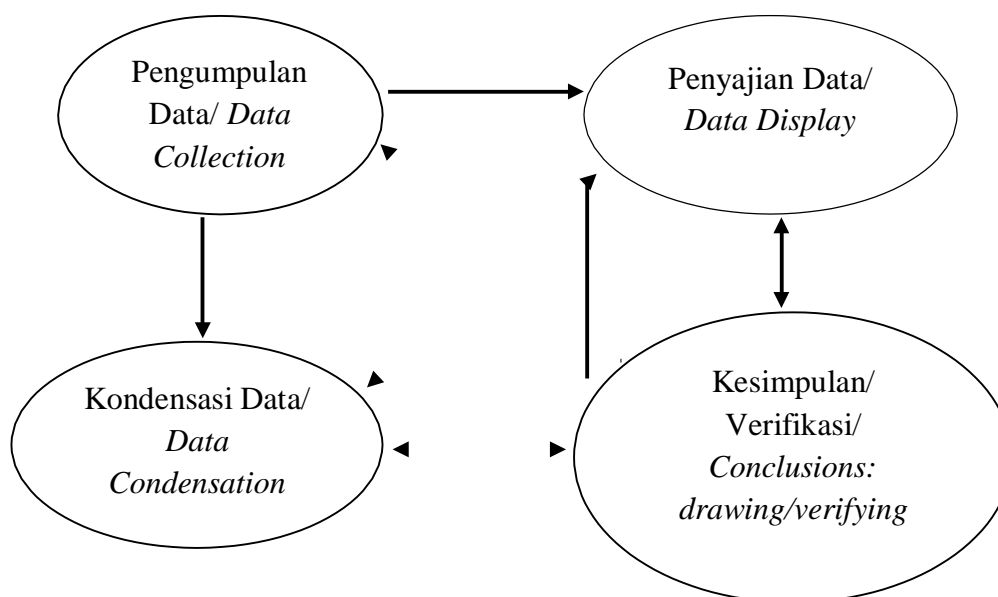 Pengumpulan
Data/ Data
Collection
Penyajian Data/
Data Display
Kondensasi Data/
Data
Condensation
Kesimpulan/
Verifikasi/
Conclusions:
drawing/verifying